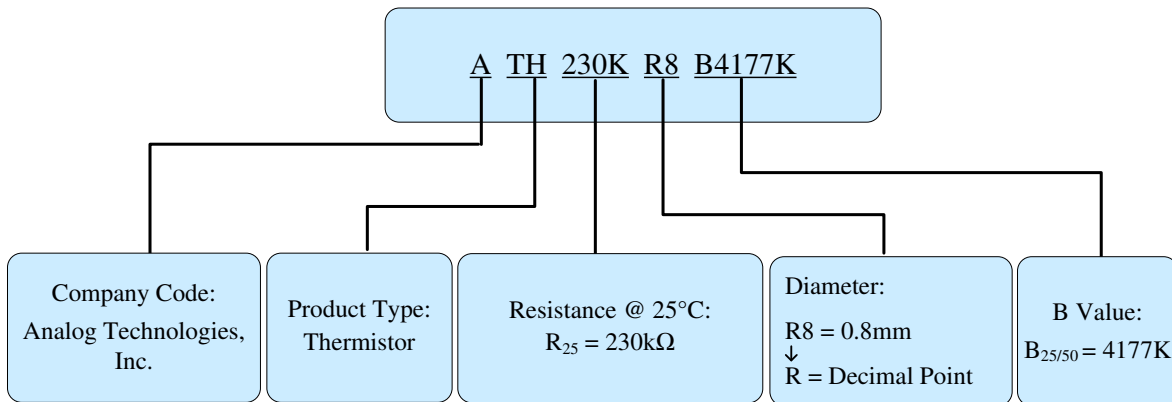 A TH 230K R8 B4177K
Company Code:
Analog Technologies,
Inc.
Product Type:
Thermistor
Resistance @ 25°C:
R₂₅ = 230kΩ
Diameter:
R8 = 0.8mm
↓
R = Decimal Point
B Value:
B₂₅/₅₀ = 4177K